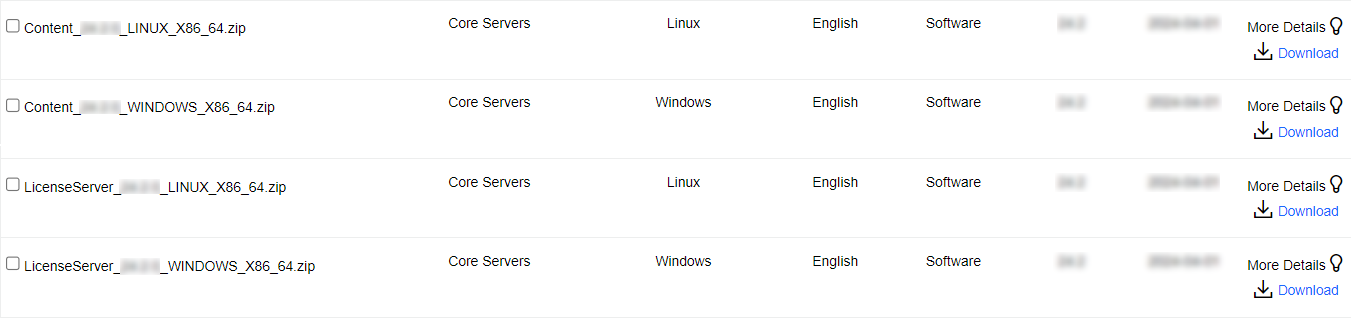 Content_ _LINUX_X86_64.zip Core Servers Linux English Software More Details
Download
Content_ _WINDOWS_X86_64.zip Core Servers Windows English Software More Details
Download
LicenseServer_ _LINUX_X86_64.zip Core Servers Linux English Software More Details
Download
LicenseServer_ _WINDOWS_X86_64.zip Core Servers Windows English Software More Details
Download